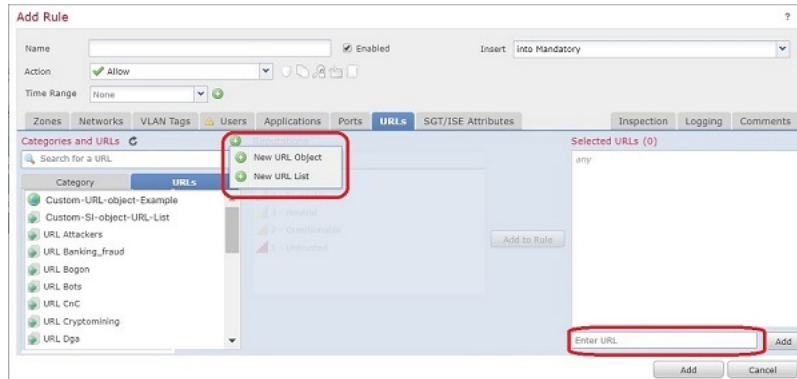 Add Rule ?
Name Enabled Insert into Mandatory
Action Allow
Time Range None
Zones Networks VLAN Tags Users Applications Ports URLs SGT/ISE Attributes Inspection Logging Comments
Categories and URLs Selected URLs (0)
Search for a URL New URL Object any
Category URLs New URL List
Custom-URL-object-Example
Custom-SI-object-URL-List
URL Attackers
URL Banking_fraud Add to Rule
URL Bogon
URL Bots
URL CnC
URL Cryptomining
URL Dga Enter URL Add
Add Cancel